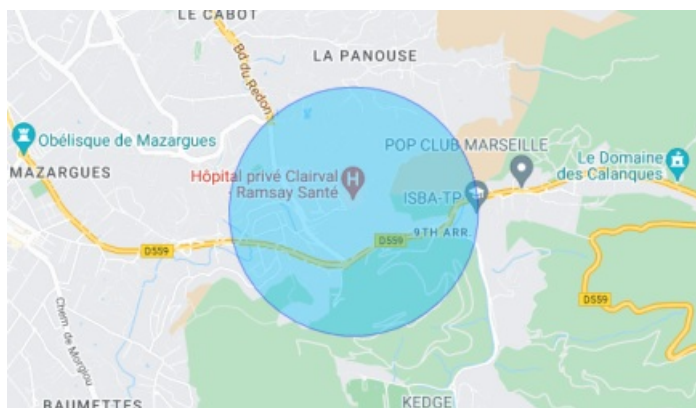 LE CABOT
Bd du Redon
LA PANOUSE
Obélisque de Mazargues
POP CLUB MARSEILLE
MAZARGUES
Hôpital privé Clairval
- Ramsay Santé
Le Domaine
des Calanques
ISBA-TP
9TH ARR.
D559
D559
D559
Chem. de Morgiou
BAUMETTES
KEDGE